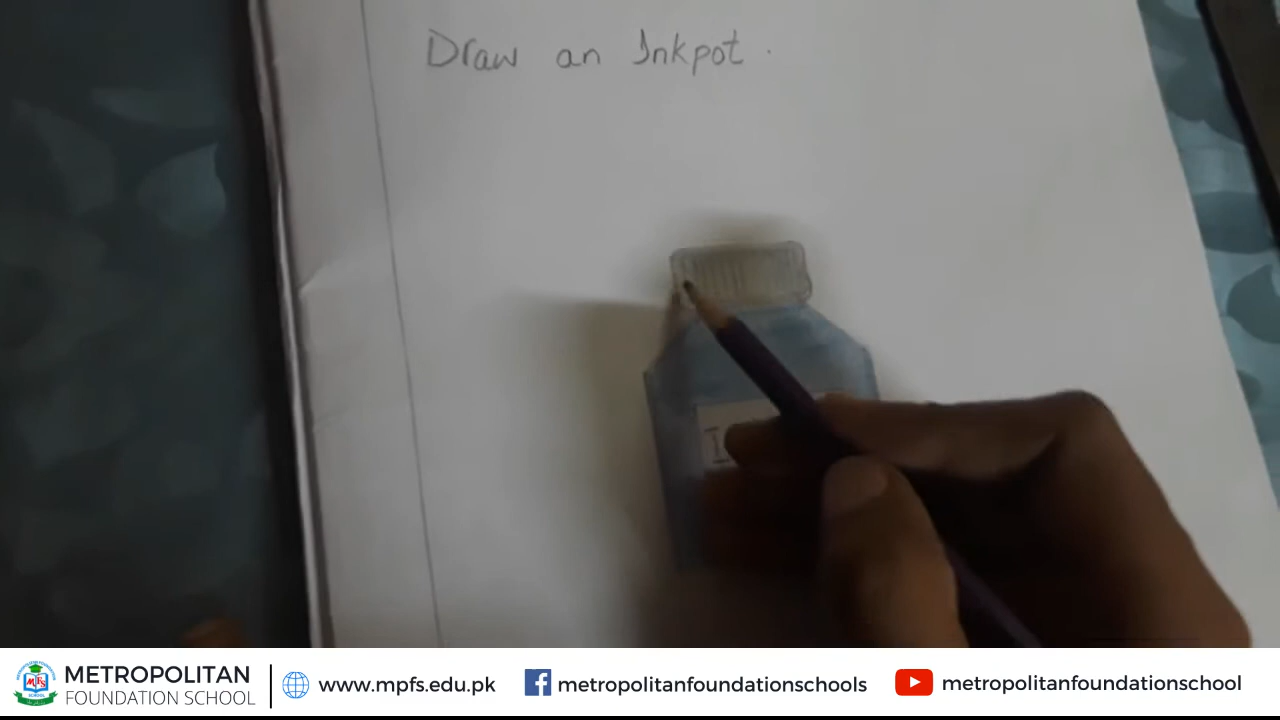 Draw an Inkpot.
METROPOLITAN
FOUNDATION SCHOOL
www.mpfs.edu.pk
metropolitanfoundationschools
metropolitanfoundationschool